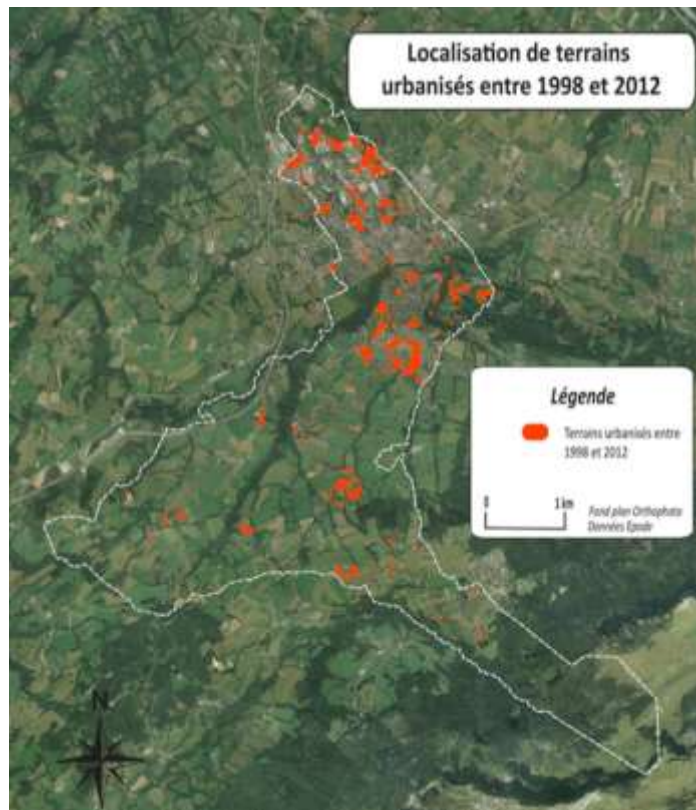 Localisation de terrains
urbanisés entre 1998 et 2012
Légende
Terrains urbanisés entre
1998 et 2012
0 1km
Fond plan Orthophoto
Données Epode
N